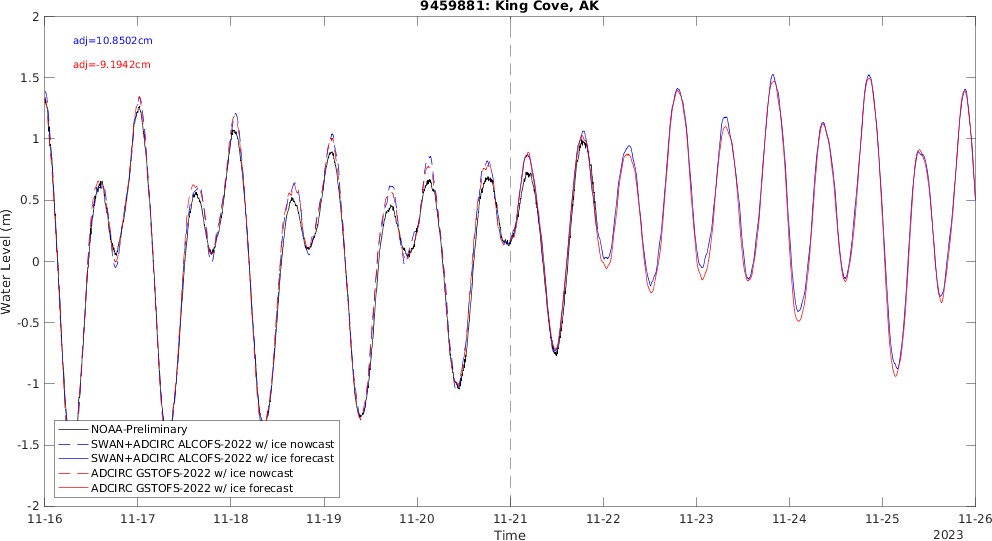 9459881: King Cove, AK
adj=10.8502cm
adj=-9.1942cm
Water Level (m)
2
1.5
1
0.5
0
-0.5
-1
-1.5
-2
NOAA-Preliminary
SWAN+ADCIRC ALCOFS-2022 w/ ice nowcast
SWAN+ADCIRC ALCOFS-2022 w/ ice forecast
ADCIRC GSTOFS-2022 w/ ice nowcast
ADCIRC GSTOFS-2022 w/ ice forecast
11-16 11-17 11-18 11-19 11-20 11-21 11-22 11-23 11-24 11-25 11-26
Time
2023